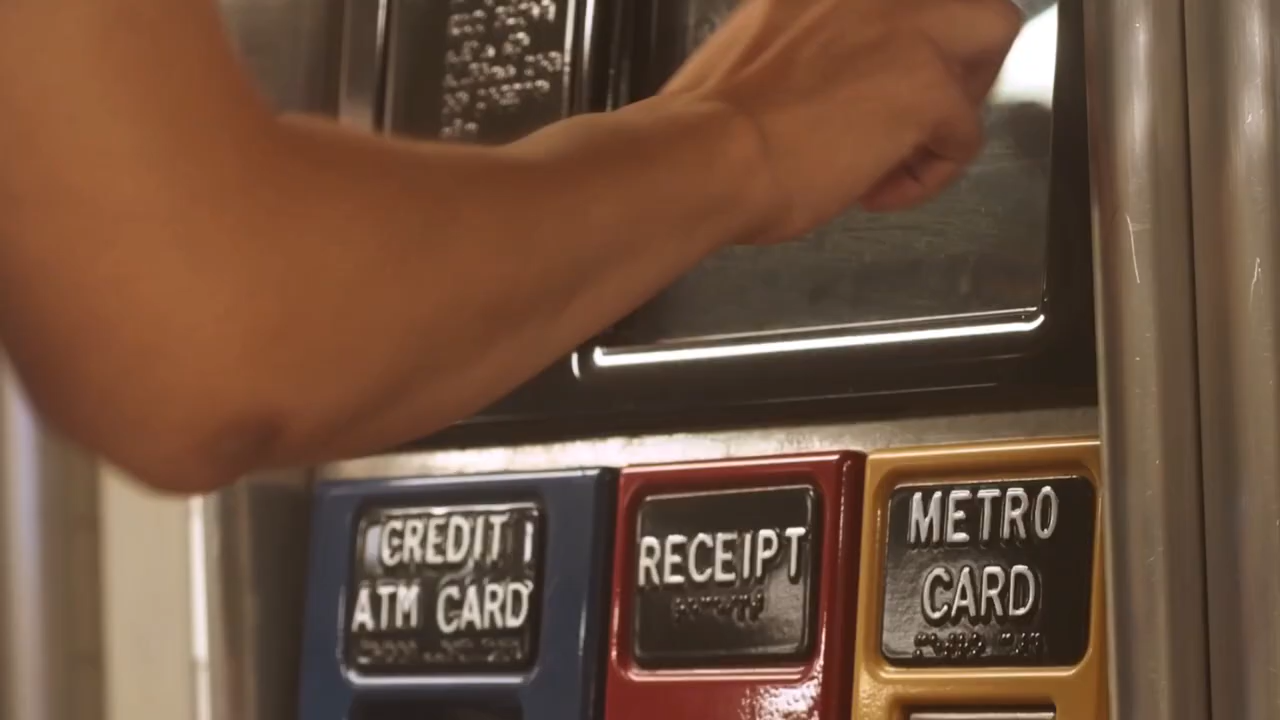 CREDIT /
ATM CARD
RECEIPT
METRO
CARD